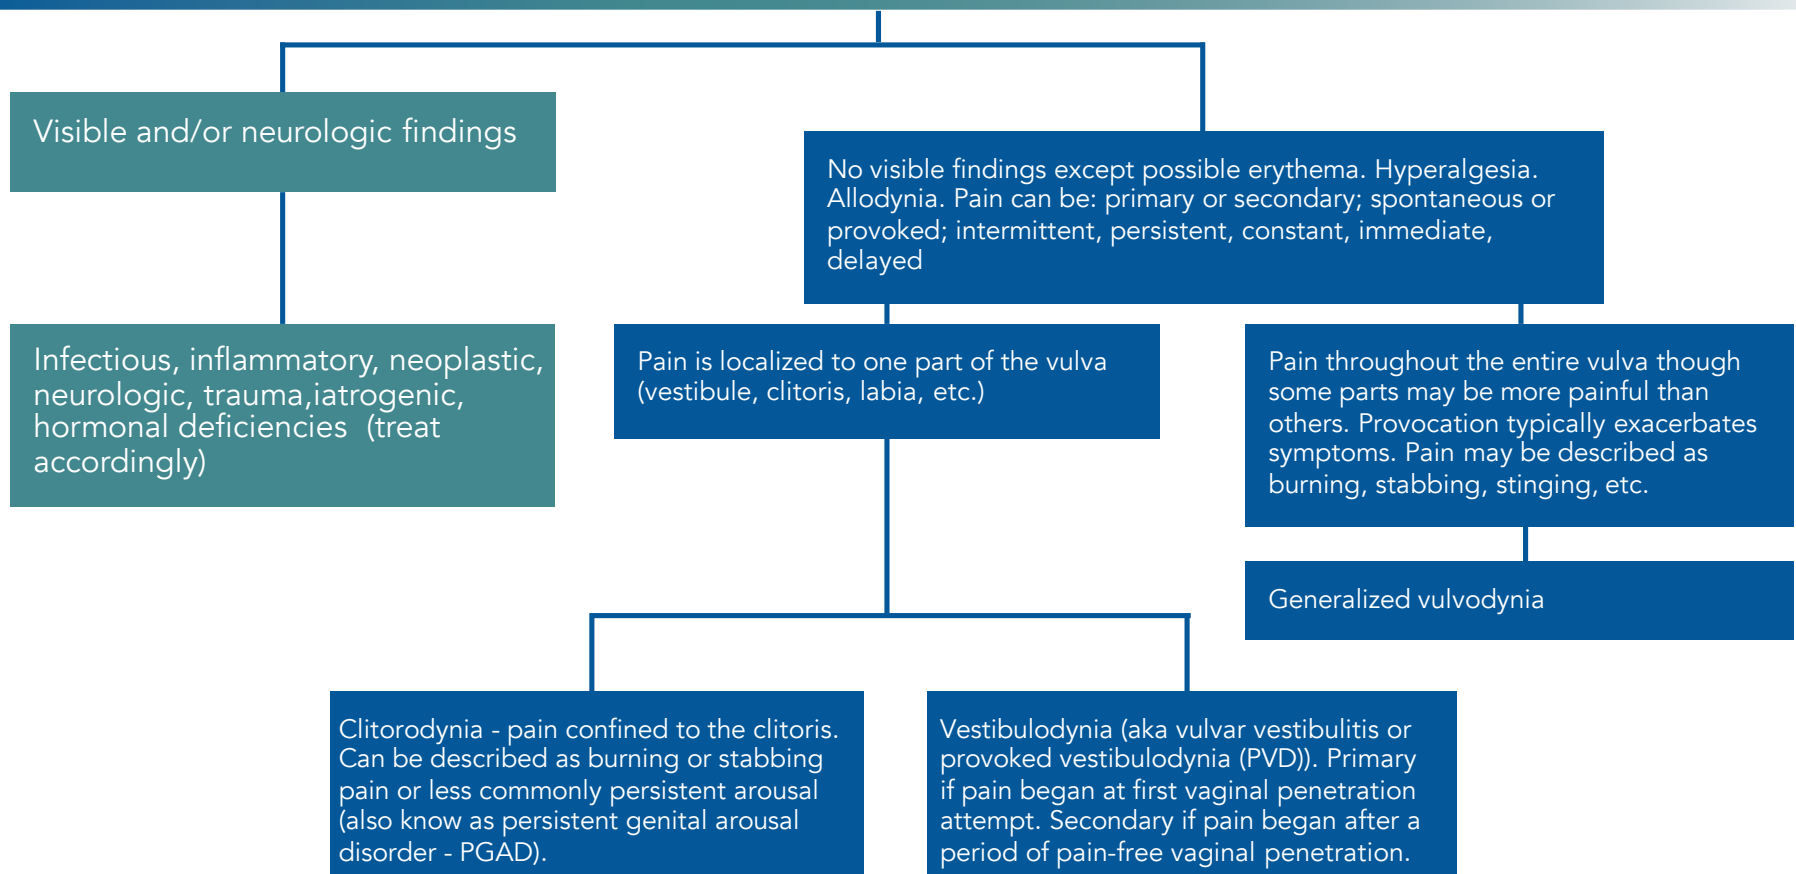 Visible and/or neurologic findings
No visible findings except possible erythema. Hyperalgesia.
Allodynia. Pain can be: primary or secondary; spontaneous or
provoked; intermittent, persistent, constant, immediate,
delayed
Infectious, inflammatory, neoplastic,
neurologic, trauma,iatrogenic,
hormonal deficiencies (treat
accordingly)
Pain is localized to one part of the vulva
(vestibule, clitoris, labia, etc.)
Pain throughout the entire vulva though
some parts may be more painful than
others. Provocation typically exacerbates
symptoms. Pain may be described as
burning, stabbing, stinging, etc.
Generalized vulvodynia
Clitorodynia - pain confined to the clitoris.
Can be described as burning or stabbing
pain or less commonly persistent arousal
(also know as persistent genital arousal
disorder - PGAD).
Vestibulodynia (aka vulvar vestibulitis or
provoked vestibulodynia (PVD)). Primary
if pain began at first vaginal penetration
attempt. Secondary if pain began after a
period of pain-free vaginal penetration.